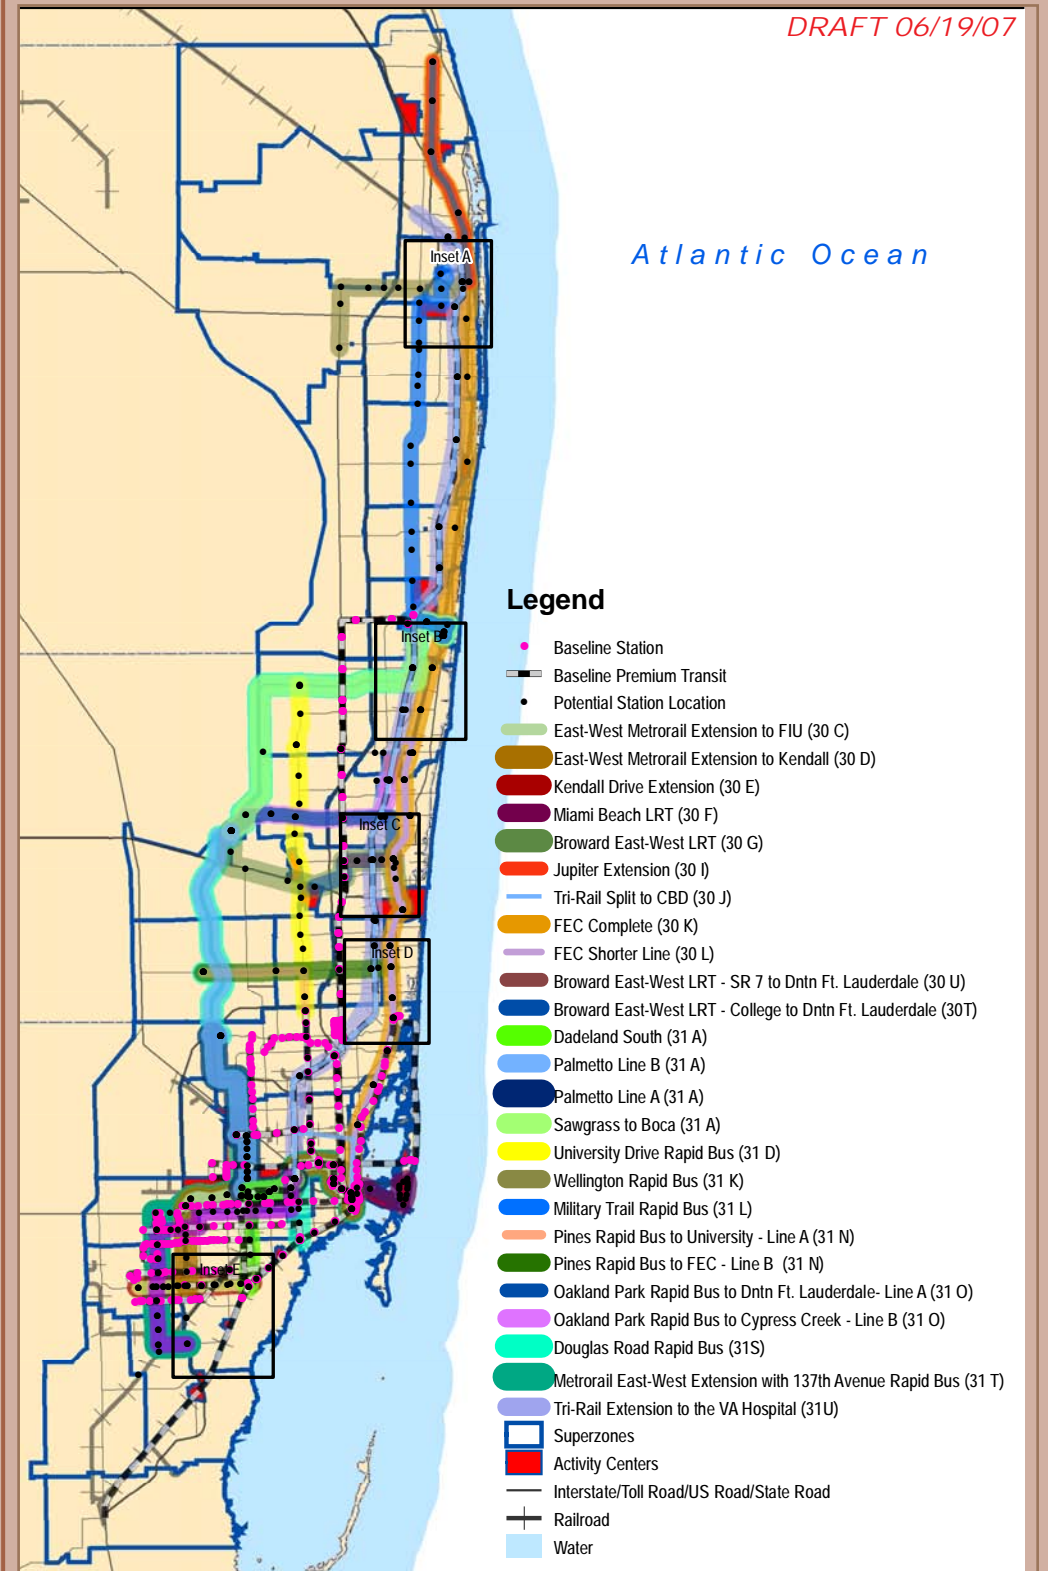 DRAFT 06/19/07
Atlantic Ocean
Inset A
Inset B
Inset C
Inset D
Inset E
Legend
Baseline Station
Baseline Premium Transit
Potential Station Location
East-West Metrorail Extension to FIU (30 C)
East-West Metrorail Extension to Kendall (30 D)
Kendall Drive Extension (30 E)
Miami Beach LRT (30 F)
Broward East-West LRT (30 G)
Jupiter Extension (30 I)
Tri-Rail Split to CBD (30 J)
FEC Complete (30 K)
FEC Shorter Line (30 L)
Broward East-West LRT - SR 7 to Dntn Ft. Lauderdale (30 U)
Broward East-West LRT - College to Dntn Ft. Lauderdale (30T)
Dadeland South (31 A)
Palmetto Line B (31 A)
Palmetto Line A (31 A)
Sawgrass to Boca (31 A)
University Drive Rapid Bus (31 D)
Wellington Rapid Bus (31 K)
Military Trail Rapid Bus (31 L)
Pines Rapid Bus to University - Line A (31 N)
Pines Rapid Bus to FEC - Line B (31 N)
Oakland Park Rapid Bus to Dntn Ft. Lauderdale- Line A (31 O)
Oakland Park Rapid Bus to Cypress Creek - Line B (31 O)
Douglas Road Rapid Bus (31S)
Metrorail East-West Extension with 137th Avenue Rapid Bus (31 T)
Tri-Rail Extension to the VA Hospital (31U)
Superzones
Activity Centers
Interstate/Toll Road/US Road/State Road
Railroad
Water